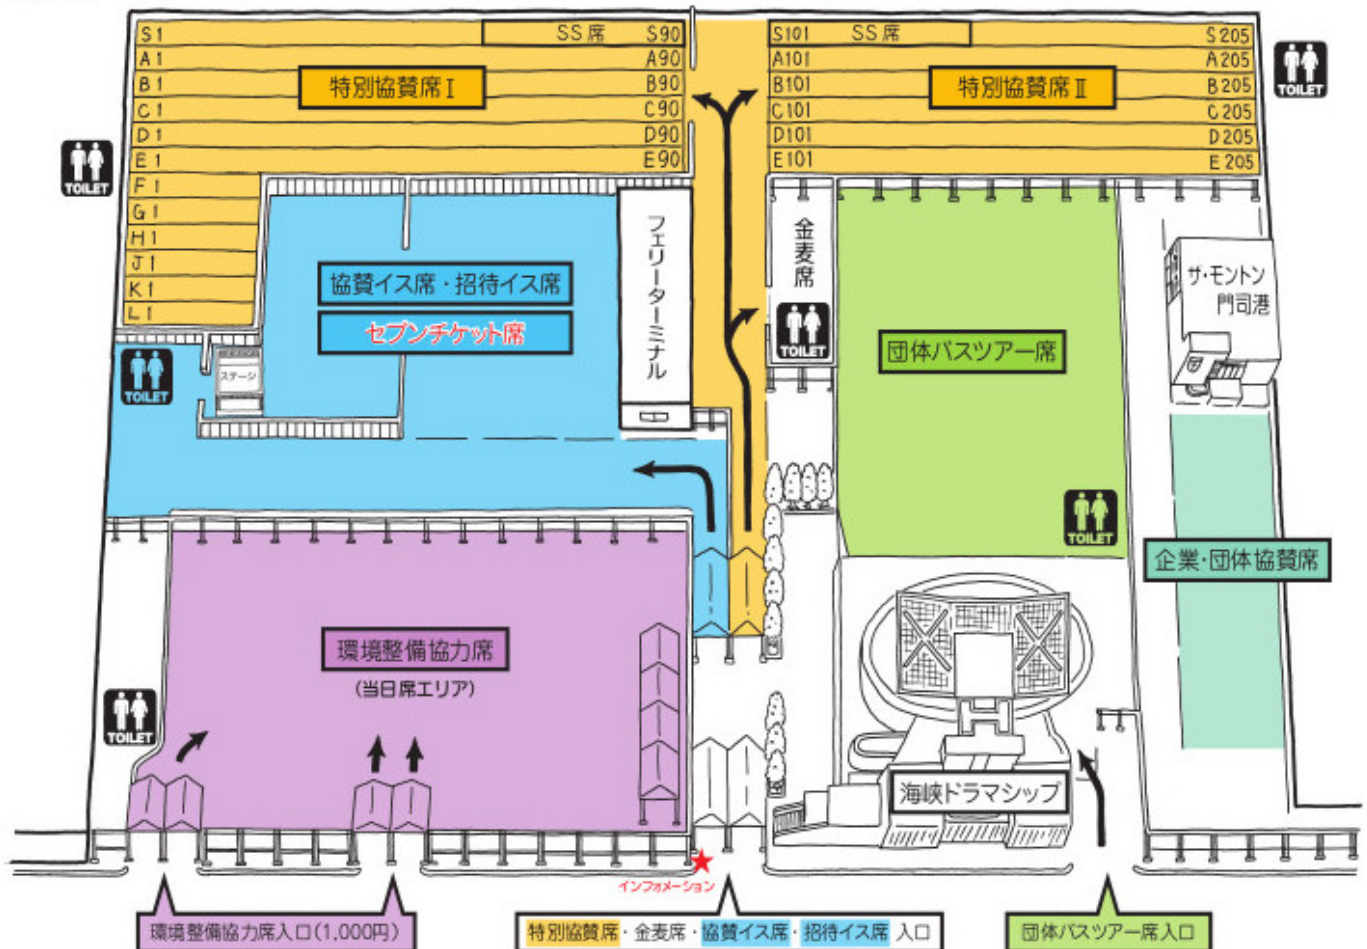 S1
SS席
S90
S101
SS席
S205
A1
A90
A101
A205
B1
特別協賛席Ⅰ
B90
B101
特別協賛席Ⅱ
B205
TOILET
C1
C90
C101
C205
D1
D90
D101
D205
E1
E90
E101
E205
TOILET
F1
G1
H1
J1
K1
L1
フェリーターミナル
金麦席
ザ・モントン
門司港
協賛イス席・招待イス席
セブンチケット席
TOILET
団体バスツアー席
TOILET
ステージ
TOILET
企業・団体協賛席
環境整備協力席
(当日席エリア)
TOILET
海峡ドラマシップ
インフォメーション
環境整備協力席入口(1,000円)
特別協賛席・金麦席・協賛イス席・招待イス席 入口
団体バスツアー席入口